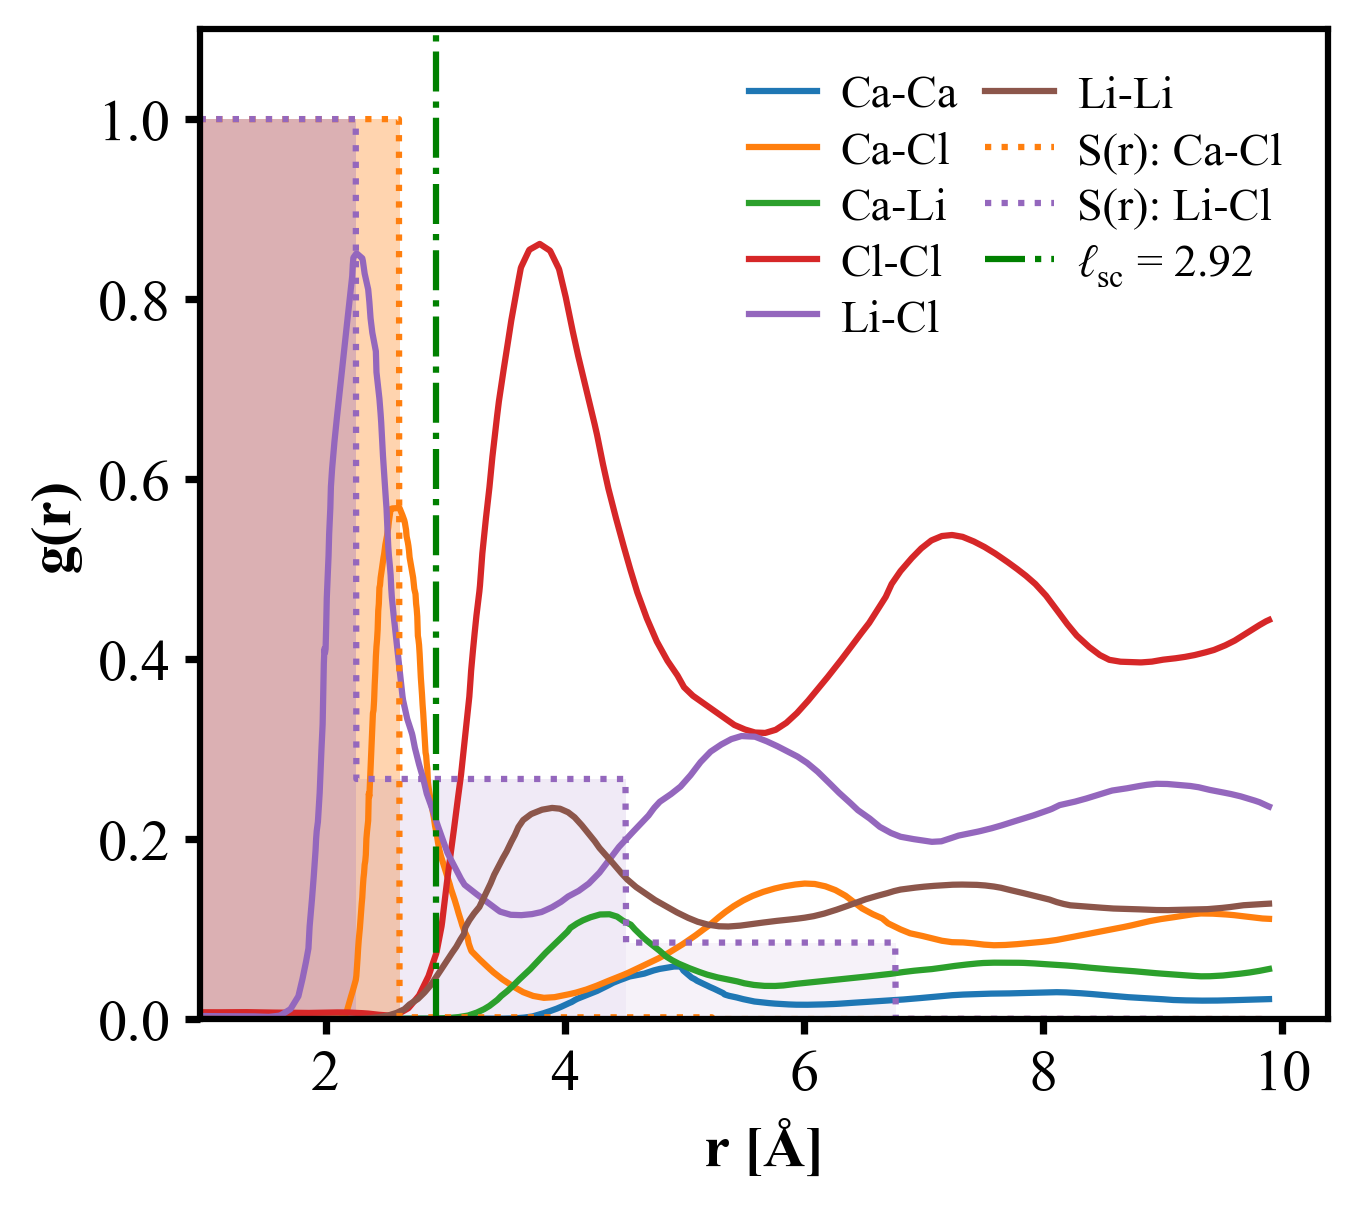 1.0
0.8
0.6
0.4
0.2
0.0
g(r)
2 4 6 8 10
r [Å]
Ca-Ca
Ca-Cl
Ca-Li
Cl-Cl
Li-Cl
Li-Li
S(r): Ca-Cl
S(r): Li-Cl
ℓsc = 2.92